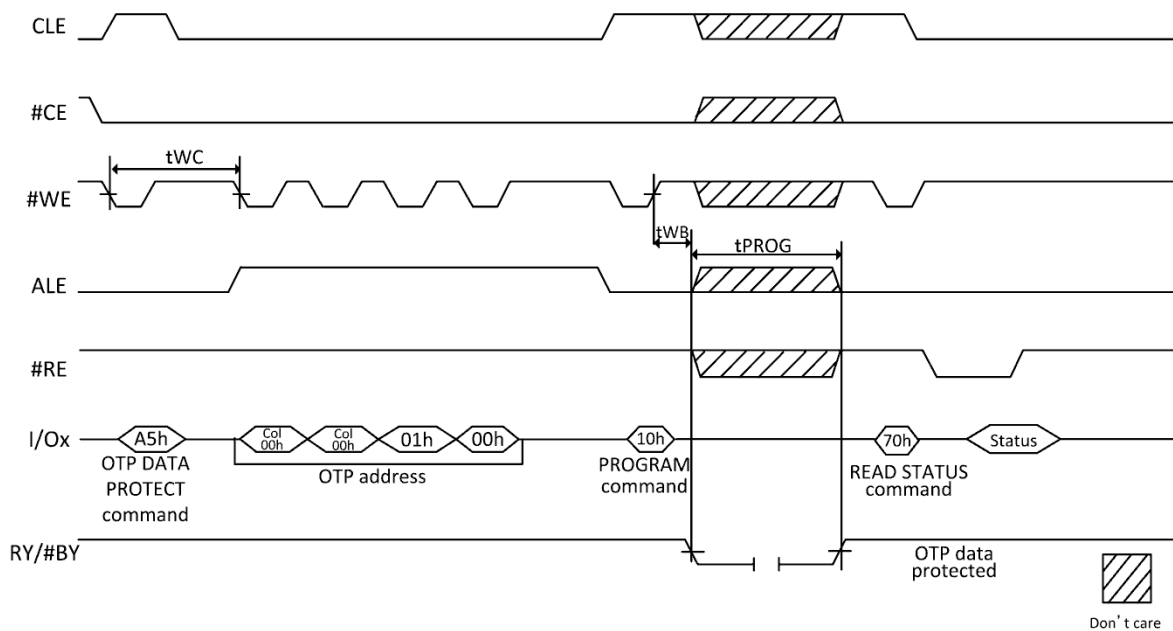 CLE
#CE
tWC
#WE
tWB
tPROG
ALE
#RE
I/Ox
A5h
Col
00h
Col
00h
01h
00h
10h
70h
Status
OTP DATA
PROTECT
command
OTP address
PROGRAM
command
READ STATUS
command
RY/#BY
OTP data
protected
Don't care